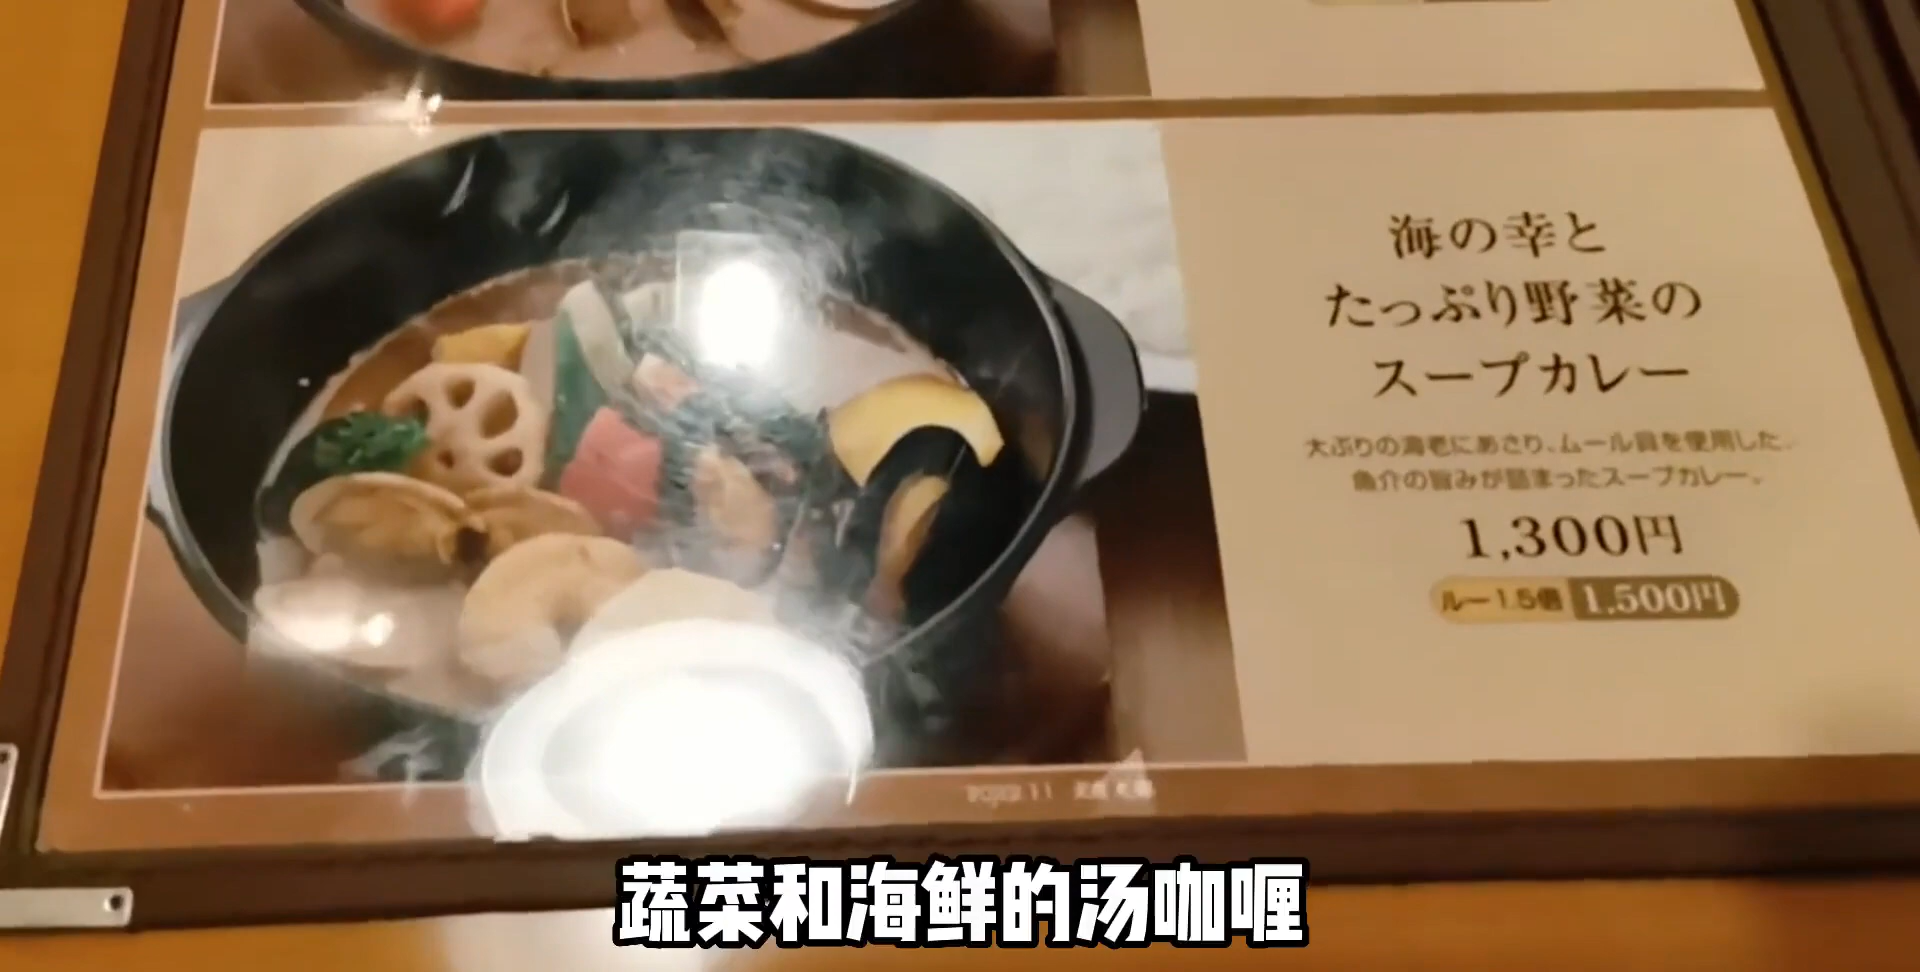 海の幸と
たっぷり野菜の
スープカレー
大ぶりの海老にあさり、ムール貝を使用した、
魚介の旨みが詰まったスープカレー。
1,300円
ルー1.5倍 1,500円
蔬菜和海鲜的汤咖喱